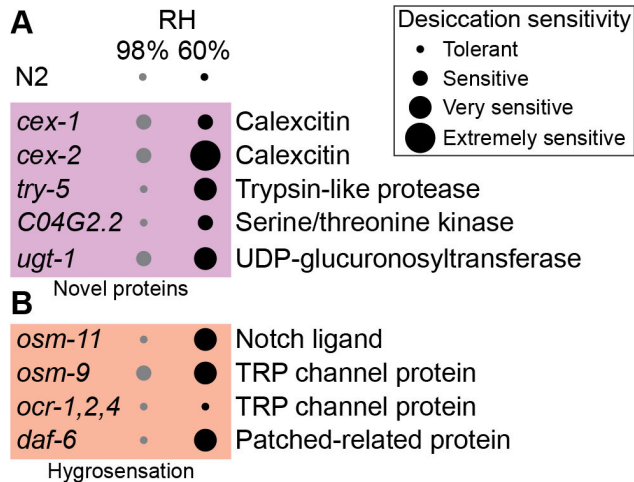 A
RH
98% 60%
N2
Desiccation sensitivity
Tolerant
Sensitive
Very sensitive
Extremely sensitive
cex-1 Calexcitin
cex-2 Calexcitin
try-5 Trypsin-like protease
C04G2.2 Serine/threonine kinase
ugt-1 UDP-glucuronosyltransferase
Novel proteins
B
osm-11 Notch ligand
osm-9 TRP channel protein
ocr-1,2,4 TRP channel protein
daf-6 Patched-related protein
Hygrosensation